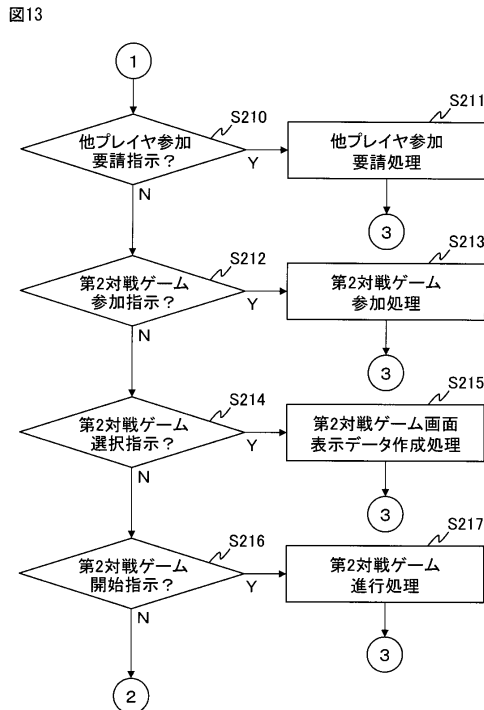 図13
1
S210
他プレイヤ参加
要請指示?
Y
N
S211
他プレイヤ参加
要請処理
3
S212
第2対戦ゲーム
参加指示?
Y
N
S213
第2対戦ゲーム
参加処理
3
S214
第2対戦ゲーム
選択指示?
Y
N
S215
第2対戦ゲーム画面
表示データ作成処理
3
S216
第2対戦ゲーム
開始指示?
Y
N
S217
第2対戦ゲーム
進行処理
3
2